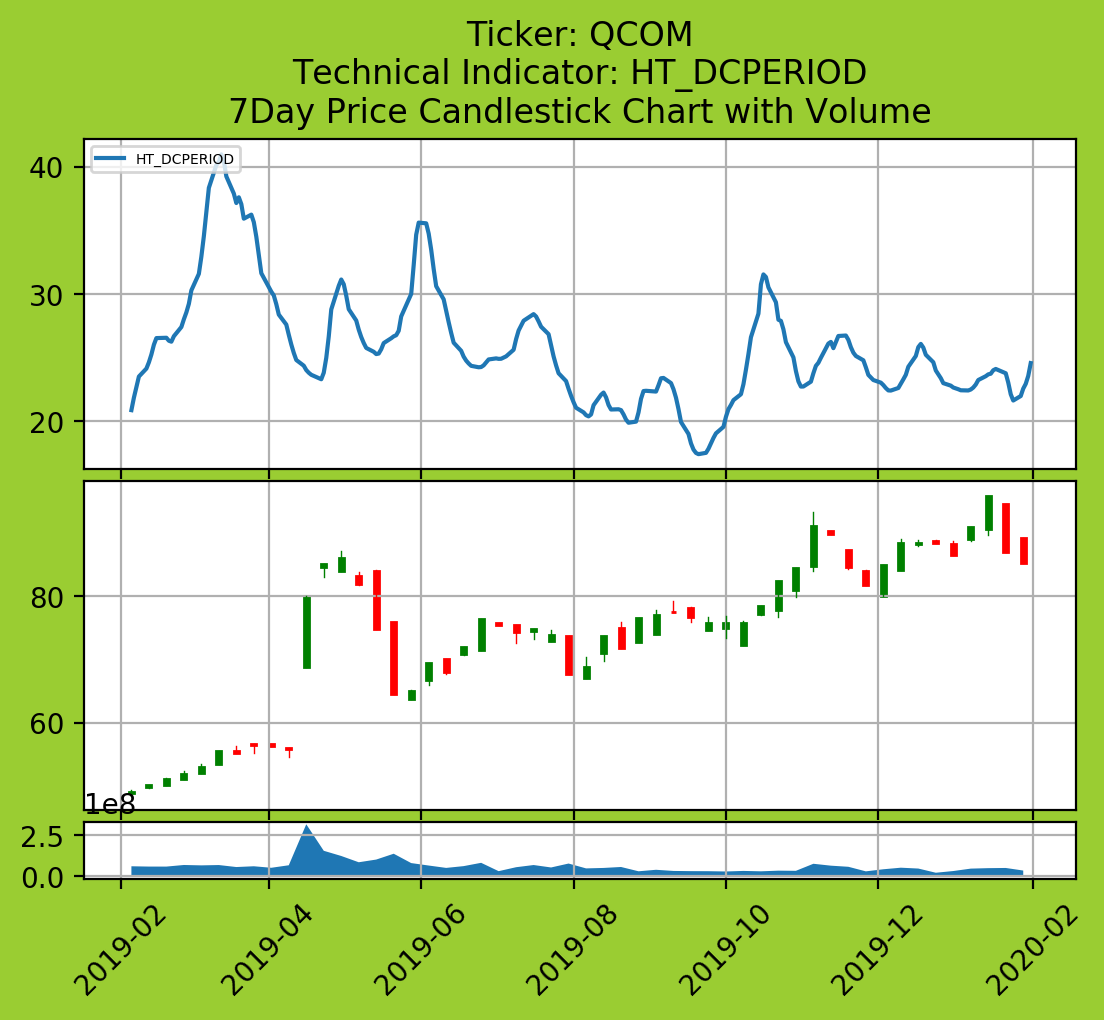 Ticker: QCOM
Technical Indicator: HT_DCPERIOD
7Day Price Candlestick Chart with Volume
HT_DCPERIOD
40
30
20
80
60
1e8
2.5
0.0
2019-02
2019-04
2019-06
2019-08
2019-10
2019-12
2020-02